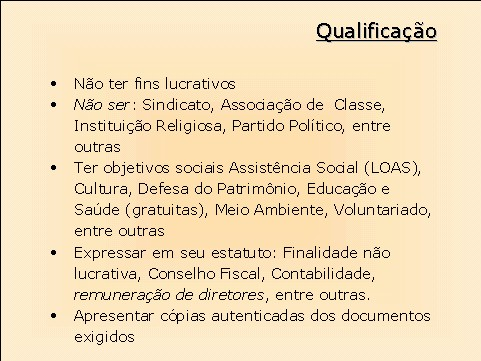 Qualificação
• Não ter fins lucrativos
• Não ser: Sindicato, Associação de Classe,
Instituição Religiosa, Partido Político, entre
outras
• Ter objetivos sociais Assistência Social (LOAS),
Cultura, Defesa do Patrimônio, Educação e
Saúde (gratuitas), Meio Ambiente, Voluntariado,
entre outras
• Expressar em seu estatuto: Finalidade não
lucrativa, Conselho Fiscal, Contabilidade,
remuneração de diretores, entre outras.
• Apresentar cópias autenticadas dos documentos
exigidos